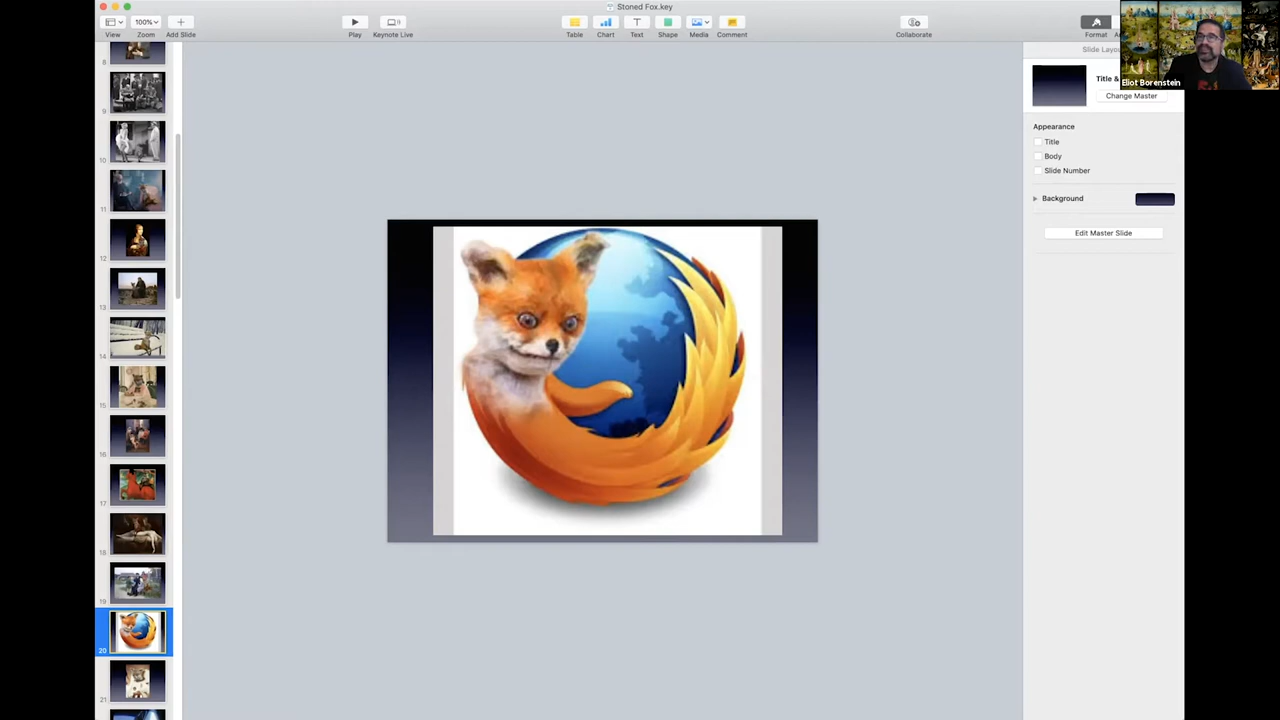 Stoned Fox.key
100%
View
Zoom
Add Slide
Play
Keynote Live
Table
Chart
Text
Shape
Media
Comment
Collaborate
Format
Slide Layou
Title &
Change Master
Eliot Borenstein
Appearance
Title
Body
Slide Number
Background
Edit Master Slide
8
9
10
11
12
13
14
15
16
17
18
19
20
21